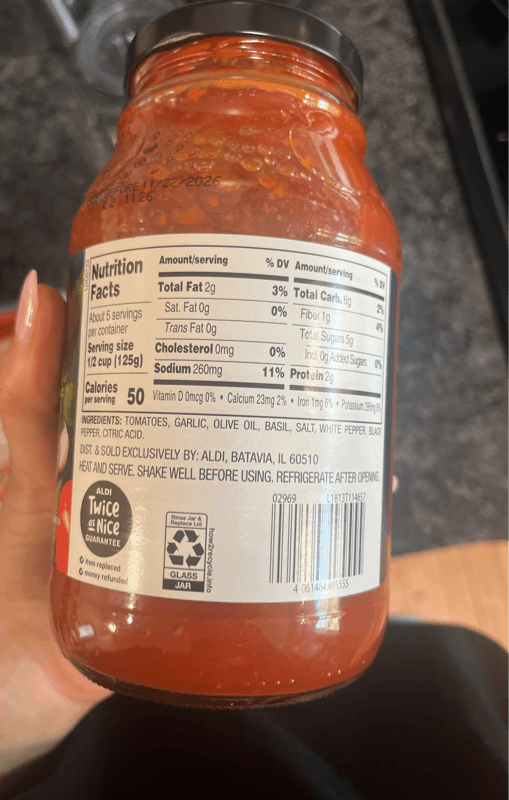 BEFORE 11/22/2026
11:26
Nutrition
Facts
About 5 servings
per container
Serving size
1/2 cup (125g)
Calories
per serving 50
Amount/serving % DV
Total Fat 2g 3%
Sat. Fat 0g 0%
Trans Fat 0g
Cholesterol 0mg 0%
Sodium 260mg 11%
Amount/serving % DV
Total Carb. 6g 2%
Fiber 1g 4%
Total Sugars 5g
Incl. 0g Added Sugars 0%
Protein 2g
Vitamin D 0mcg 0% • Calcium 23mg 2% • Iron 1mg 6% • Potassium
INGREDIENTS: TOMATOES, GARLIC, OLIVE OIL, BASIL, SALT, WHITE PEPPER, BLACK
PEPPER, CITRIC ACID.
DIST. & SOLD EXCLUSIVELY BY: ALDI, BATAVIA, IL 60510
HEAT AND SERVE. SHAKE WELL BEFORE USING. REFRIGERATE AFTER OPENING.
ALDI
Twice
as Nice
GUARANTEE
item replaced
money refunded
Rinse Jar &
Replace Lid
GLASS
JAR
how2recycle.info
02969 L1813T114657
4 061464 495555